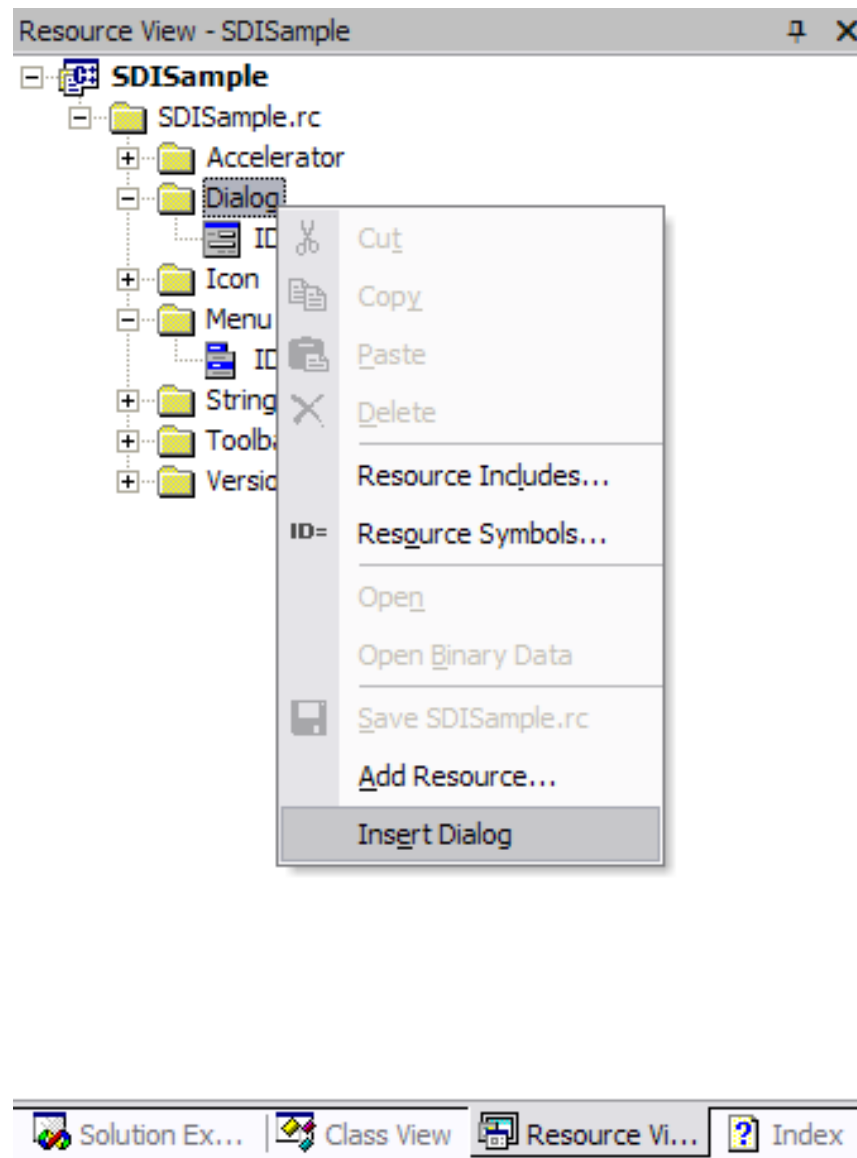 Resource View - SDISample
SDISample
SDISample.rc
Accelerator
Dialog
Cut
Icon
Copy
Menu
Paste
String
Delete
Resource Includes...
ID= Resource Symbols...
Open
Open Binary Data
Save SDISample.rc
Add Resource...
Insert Dialog
Solution Ex... Class View Resource Vi... Index